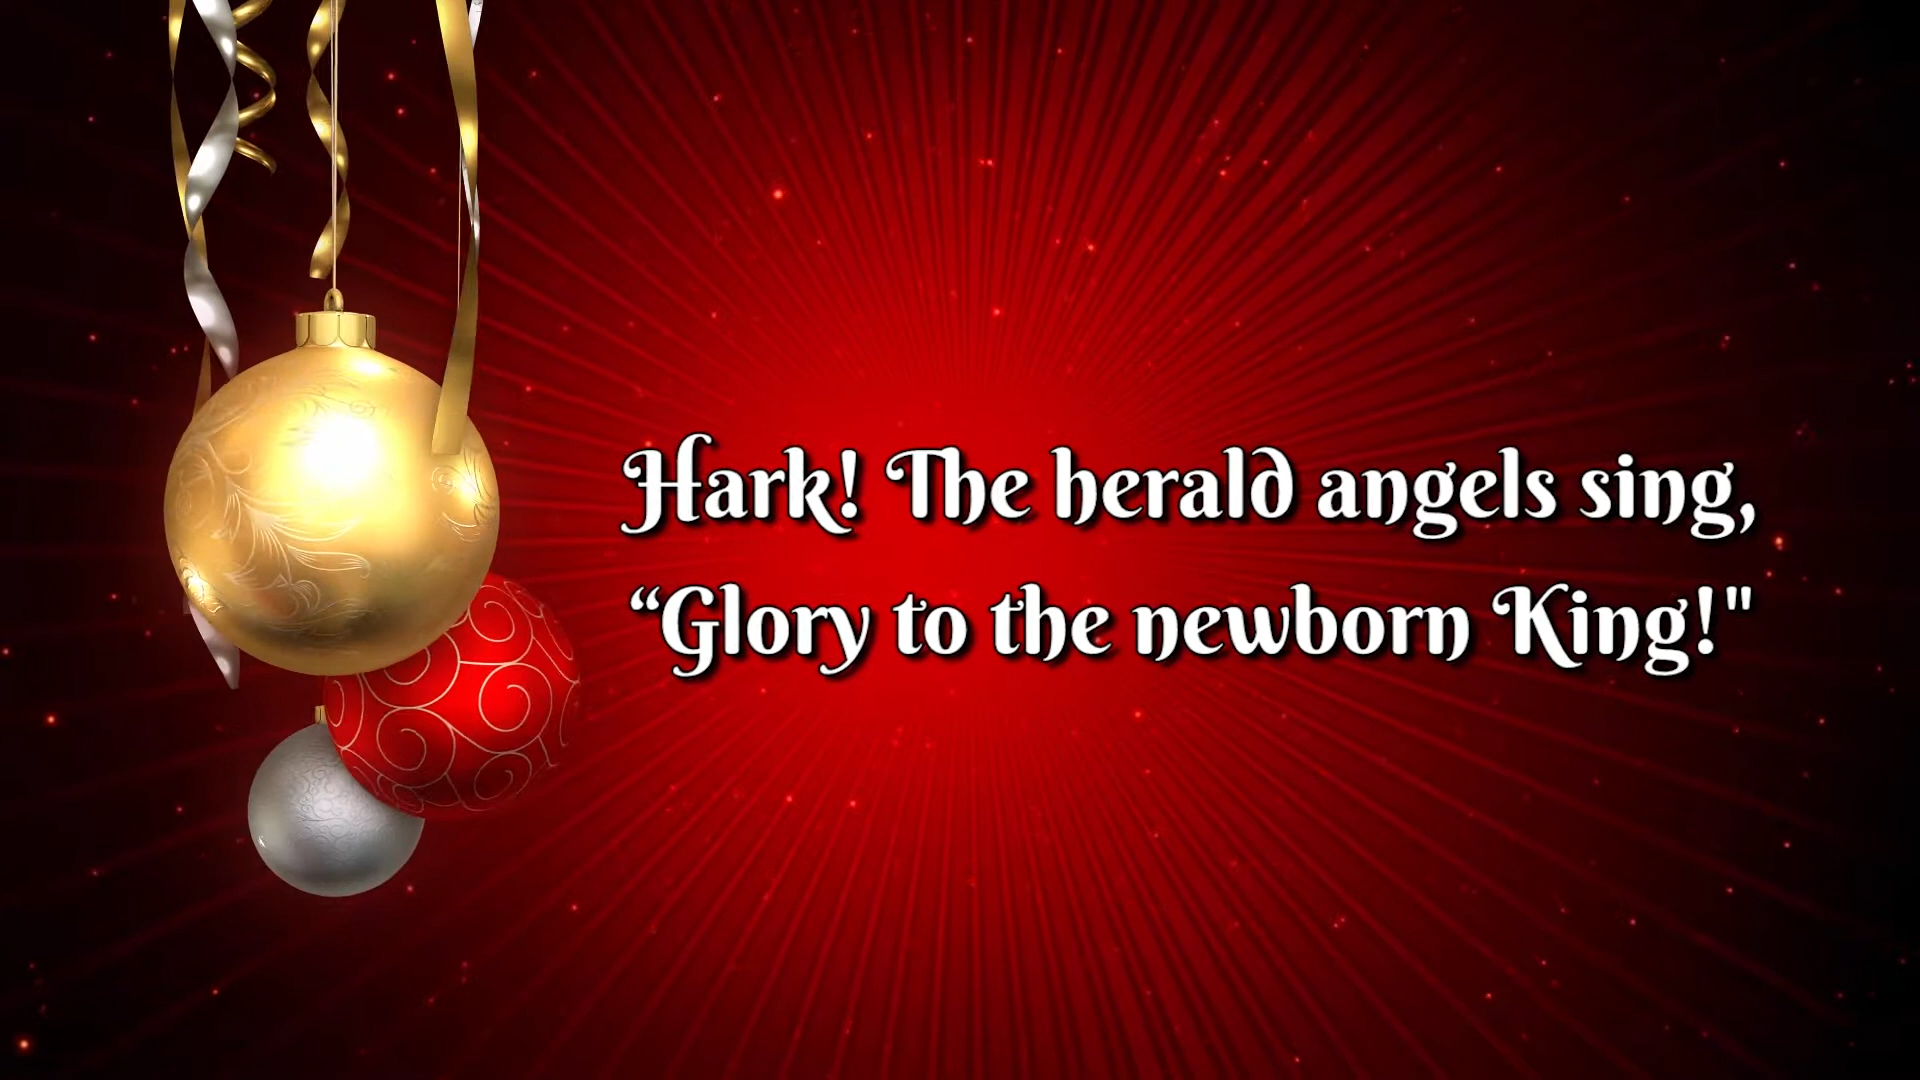 Hark! The herald angels sing,
“Glory to the newborn King!"